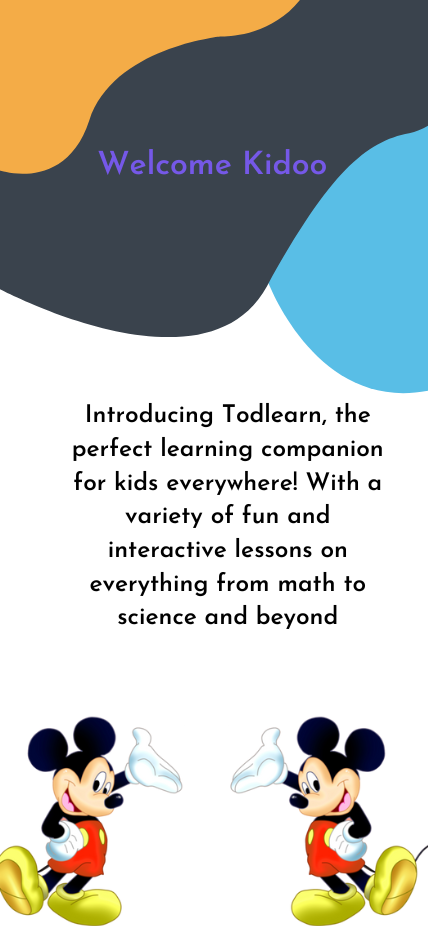 Welcome Kidoo
Introducing Todlearn, the
perfect learning companion
for kids everywhere! With a
variety of fun and
interactive lessons on
everything from math to
science and beyond